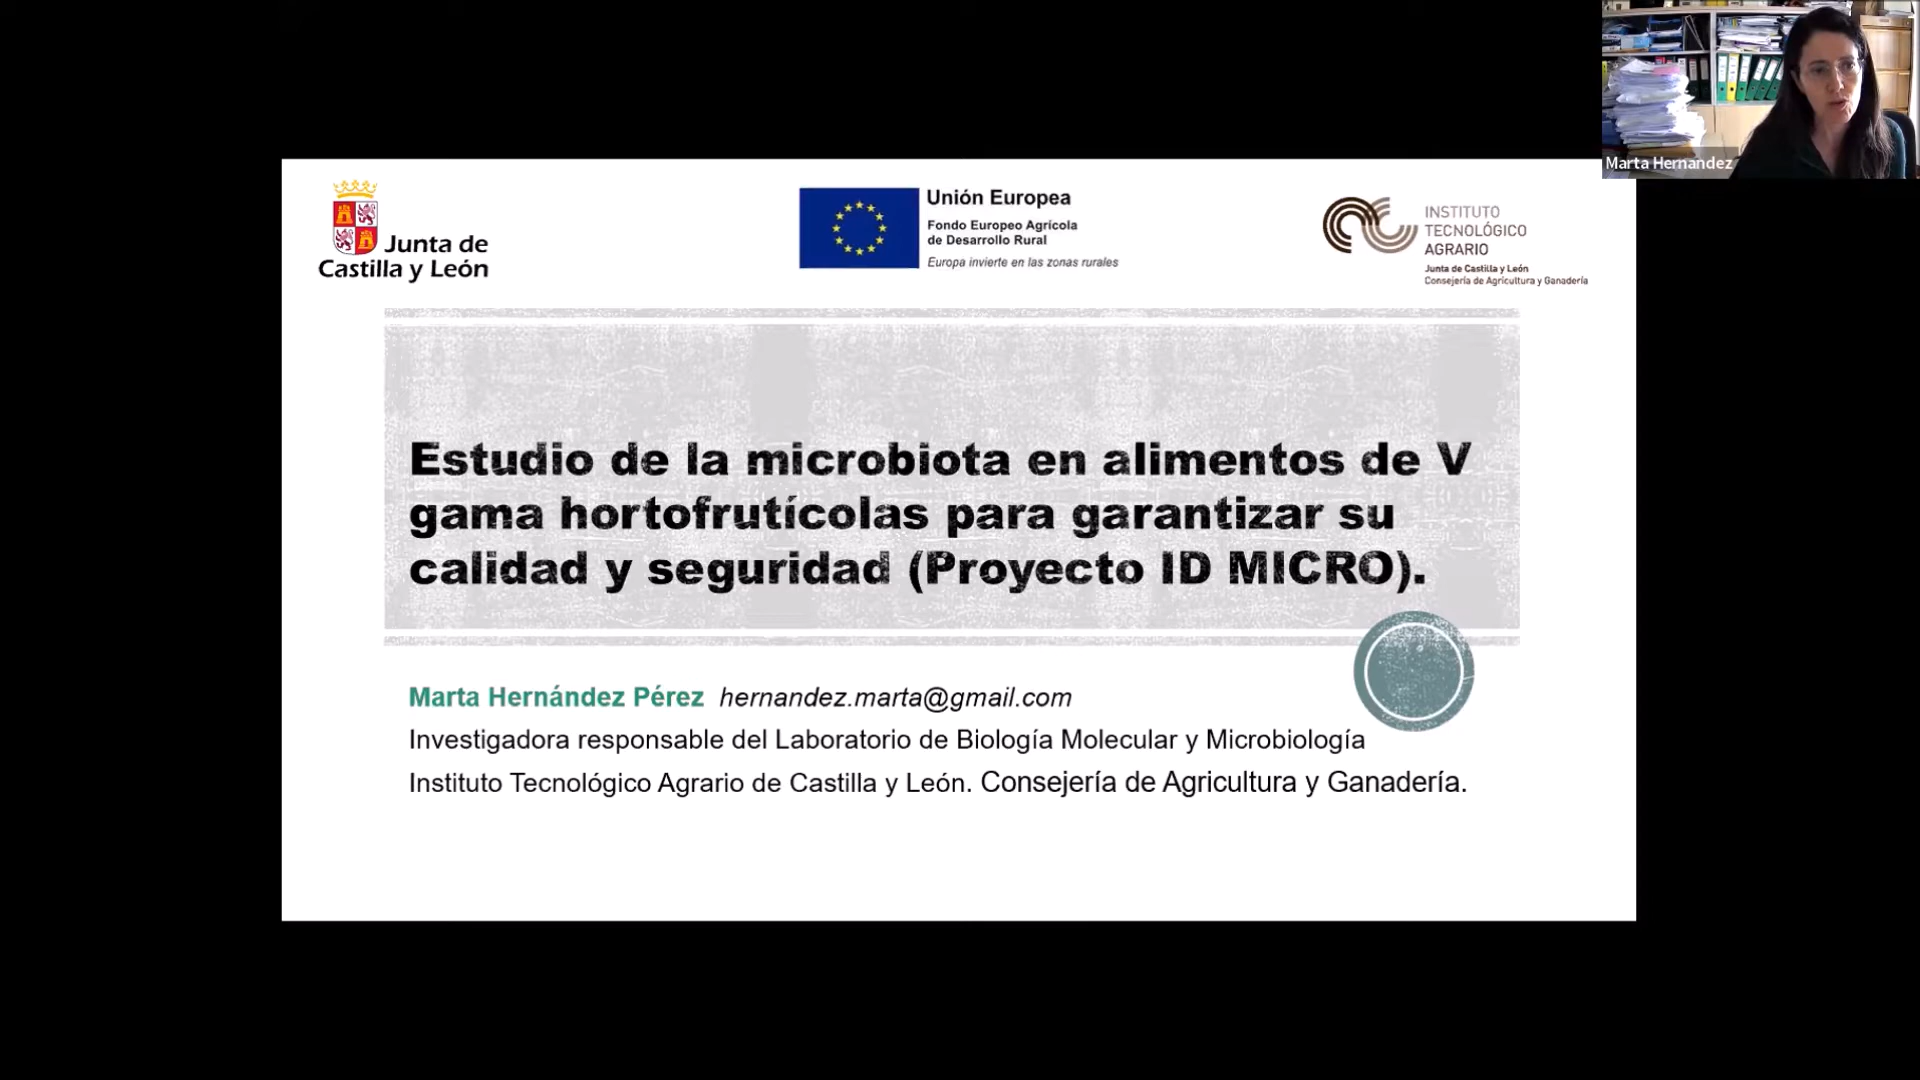 Marta Hernandez
Junta de
Castilla y León
Unión Europea
Fondo Europeo Agrícola
de Desarrollo Rural
Europa invierte en las zonas rurales
INSTITUTO
TECNOLÓGICO
AGRARIO
Junta de Castilla y León
Consejería de Agricultura y Ganadería
Estudio de la microbiota en alimentos de V
gama hortofrutícolas para garantizar su
calidad y seguridad (Proyecto ID MICRO).
Marta Hernández Pérez hernandez.marta@gmail.com
Investigadora responsable del Laboratorio de Biología Molecular y Microbiología
Instituto Tecnológico Agrario de Castilla y León. Consejería de Agricultura y Ganadería.